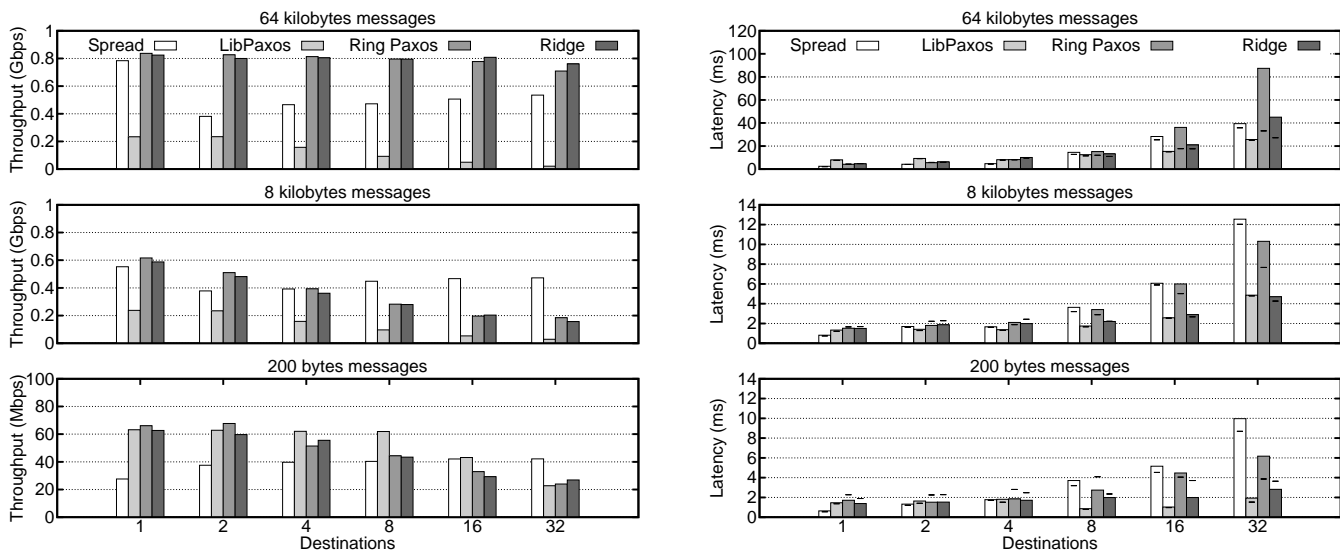 64 kilobytes messages
Throughput (Gbps)
1
0.8
0.6
0.4
0.2
0
Spread
LibPaxos
Ring Paxos
Ridge
8 kilobytes messages
Throughput (Gbps)
1
0.8
0.6
0.4
0.2
0
200 bytes messages
Throughput (Mbps)
100
80
60
40
20
0
1 2 4 8 16 32
Destinations
64 kilobytes messages
Latency (ms)
120
100
80
60
40
20
0
Spread
LibPaxos
Ring Paxos
Ridge
8 kilobytes messages
Latency (ms)
14
12
10
8
6
4
2
0
200 bytes messages
Latency (ms)
14
12
10
8
6
4
2
0
1 2 4 8 16 32
Destinations